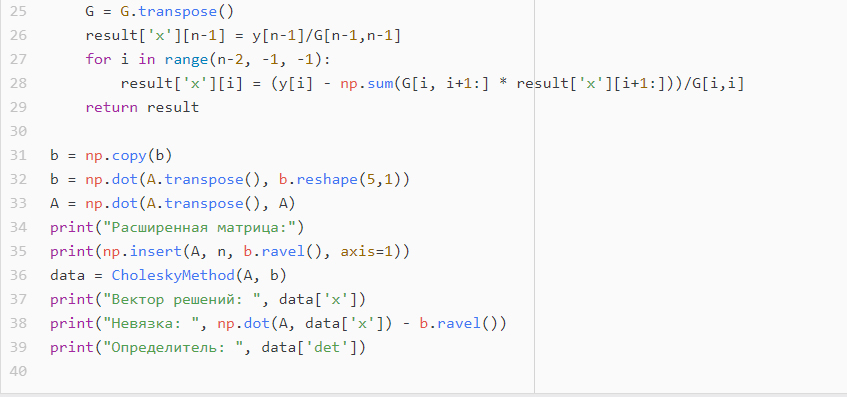 25 G = G.transpose()
26 result['x'][n-1] = y[n-1]/G[n-1,n-1]
27 for i in range(n-2, -1, -1):
28 result['x'][i] = (y[i] - np.sum(G[i, i+1:] * result['x'][i+1:]))/G[i,i]
29 return result
30
31 b = np.copy(b)
32 b = np.dot(A.transpose(), b.reshape(5,1))
33 A = np.dot(A.transpose(), A)
34 print("Расширенная матрица:")
35 print(np.insert(A, n, b.ravel(), axis=1))
36 data = CholeskyMethod(A, b)
37 print("Вектор решений: ", data['x'])
38 print("Невязка: ", np.dot(A, data['x']) - b.ravel())
39 print("Определитель: ", data['det'])
40